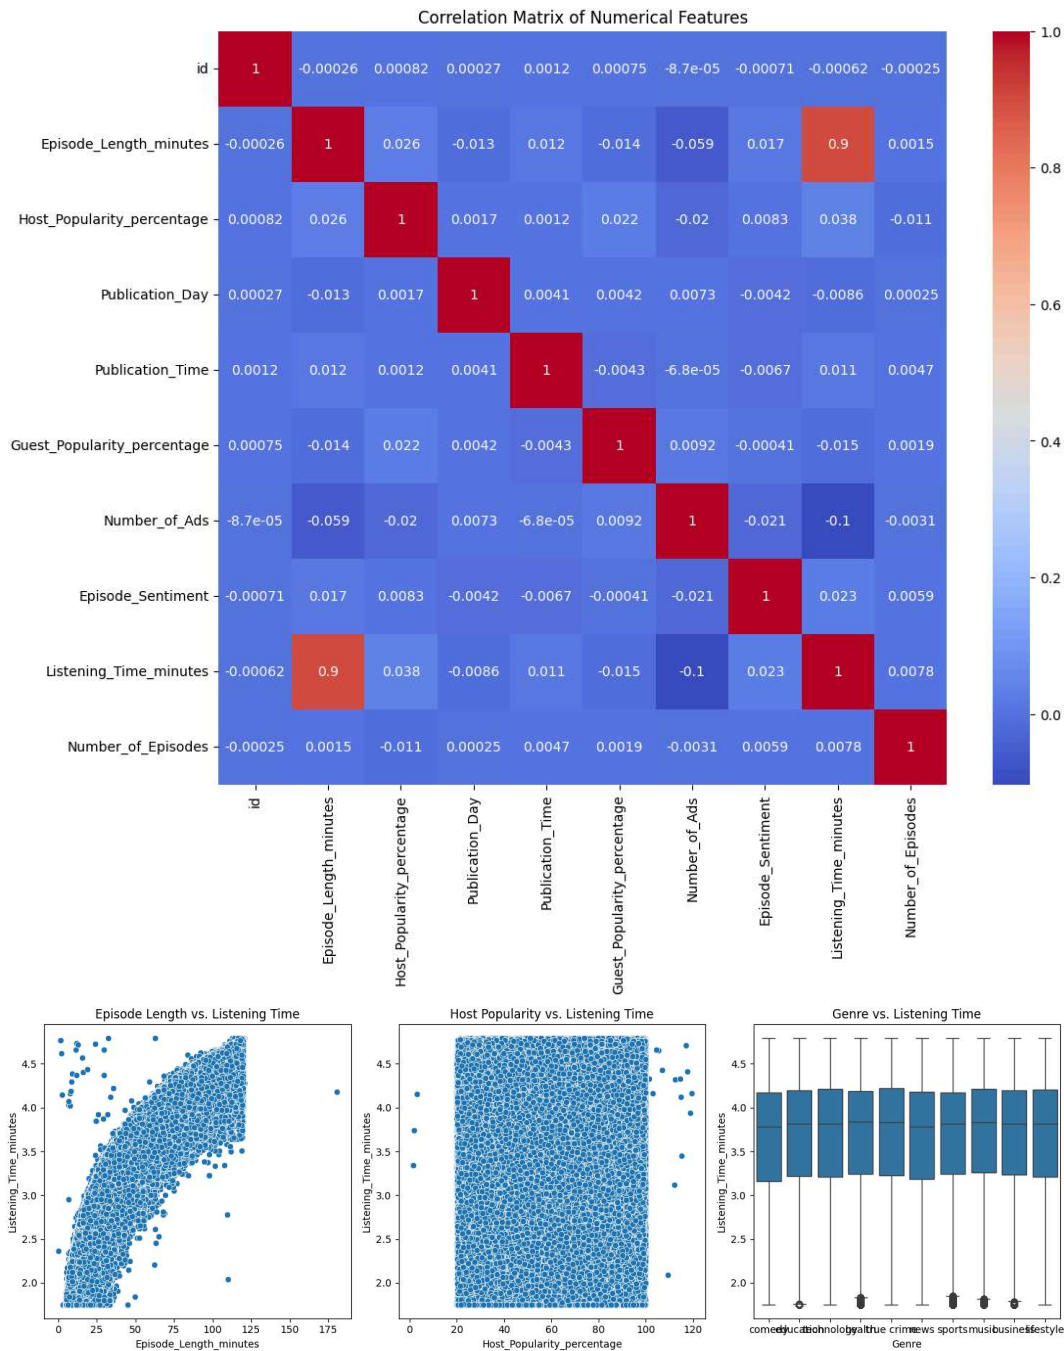 Correlation Matrix of Numerical Features
id 1 -0.00026 0.00082 0.00027 0.0012 0.00075 -8.7e-05 -0.00071 -0.00062 -0.00025
Episode_Length_minutes -0.00026 1 0.026 -0.013 0.012 -0.014 -0.059 0.017 0.9 0.0015
Host_Popularity_percentage 0.00082 0.026 1 0.0017 0.0012 0.022 -0.02 0.0083 0.038 -0.011
Publication_Day 0.00027 -0.013 0.0017 1 0.0041 0.0042 0.0073 -0.0042 -0.0086 0.00025
Publication_Time 0.0012 0.012 0.0012 0.0041 1 -0.0043 -6.8e-05 -0.0067 0.011 0.0047
Guest_Popularity_percentage 0.00075 -0.014 0.022 0.0042 -0.0043 1 0.0092 -0.00041 -0.015 0.0019
Number_of_Ads -8.7e-05 -0.059 -0.02 0.0073 -6.8e-05 0.0092 1 -0.021 -0.1 -0.0031
Episode_Sentiment -0.00071 0.017 0.0083 -0.0042 -0.0067 -0.00041 -0.021 1 0.023 0.0059
Listening_Time_minutes -0.00062 0.9 0.038 -0.0086 0.011 -0.015 -0.1 0.023 1 0.0078
Number_of_Episodes -0.00025 0.0015 -0.011 0.00025 0.0047 0.0019 -0.0031 0.0059 0.0078 1
id
Episode_Length_minutes
Host_Popularity_percentage
Publication_Day
Publication_Time
Guest_Popularity_percentage
Number_of_Ads
Episode_Sentiment
Listening_Time_minutes
Number_of_Episodes
1.0
0.8
0.6
0.4
0.2
0.0
Episode Length vs. Listening Time
Listening_Time_minutes
4.5
4.0
3.5
3.0
2.5
2.0
0 25 50 75 100 125 150 175
Episode_Length_minutes
Host Popularity vs. Listening Time
Listening_Time_minutes
4.5
4.0
3.5
3.0
2.5
2.0
0 20 40 60 80 100 120
Host_Popularity_percentage
Genre vs. Listening Time
Listening_Time_minutes
4.5
4.0
3.5
3.0
2.5
2.0
comedy education technology health true crime news sports music business lifestyle
Genre